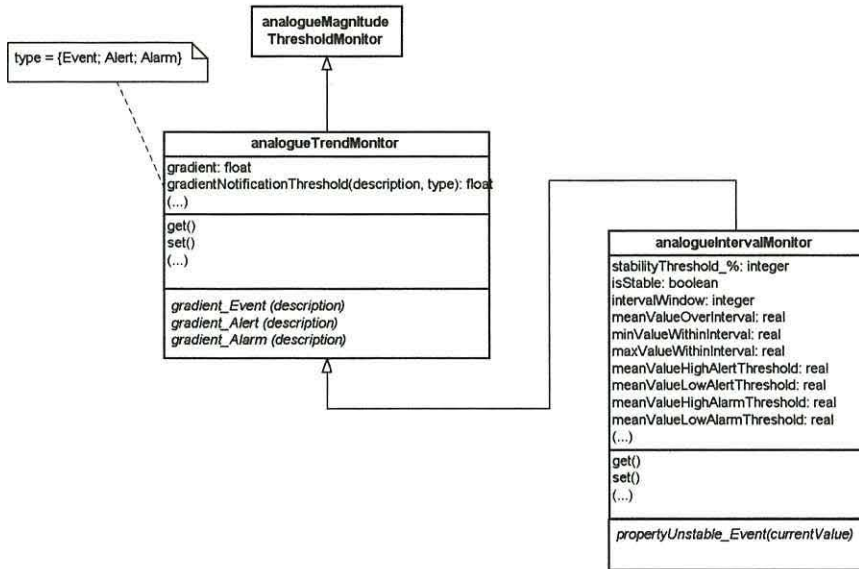 analogueMagnitude
ThresholdMonitor
type = {Event; Alert; Alarm}
analogueTrendMonitor
gradient: float
gradientNotificationThreshold(description, type): float
(...)
get()
set()
(...)
gradient_Event (description)
gradient_Alert (description)
gradient_Alarm (description)
analogueIntervalMonitor
stabilityThreshold_%: integer
isStable: boolean
intervalWindow: integer
meanValueOverInterval: real
minValueWithinInterval: real
maxValueWithinInterval: real
meanValueHighAlertThreshold: real
meanValueLowAlertThreshold: real
meanValueHighAlarmThreshold: real
meanValueLowAlarmThreshold: real
(...)
get()
set()
(...)
propertyUnstable_Event(currentValue)